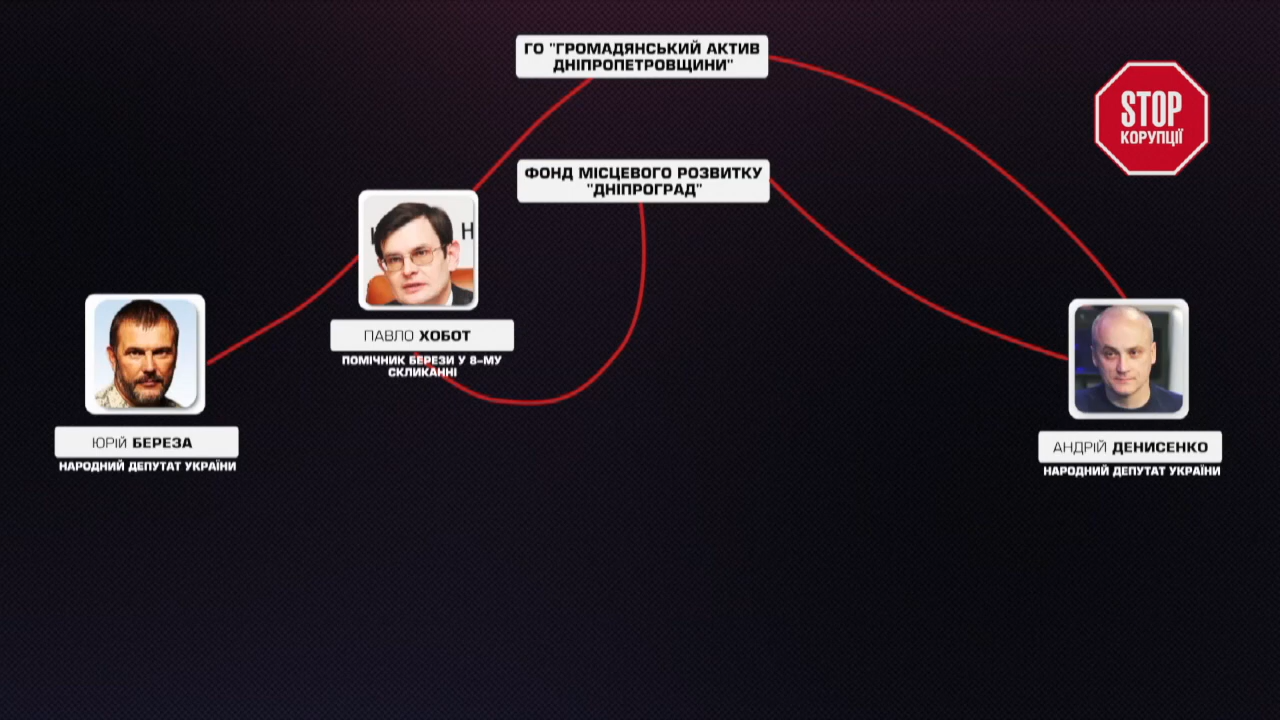 ГО "ГРОМАДЯНСЬКИЙ АКТИВ
ДНІПРОПЕТРОВЩИНИ"
STOP
КОРУПЦІЇ
ФОНД МІСЦЕВОГО РОЗВИТКУ
"ДНІПРОГРАД"
Н
ПАВЛО ХОБОТ
ПОМІЧНИК БЕРЕЗИ У 8-МУ
СКЛИКАННІ
ЮРІЙ БЕРЕЗА
НАРОДНИЙ ДЕПУТАТ УКРАЇНИ
АНДРІЙ ДЕНИСЕНКО
НАРОДНИЙ ДЕПУТАТ УКРАЇНИ